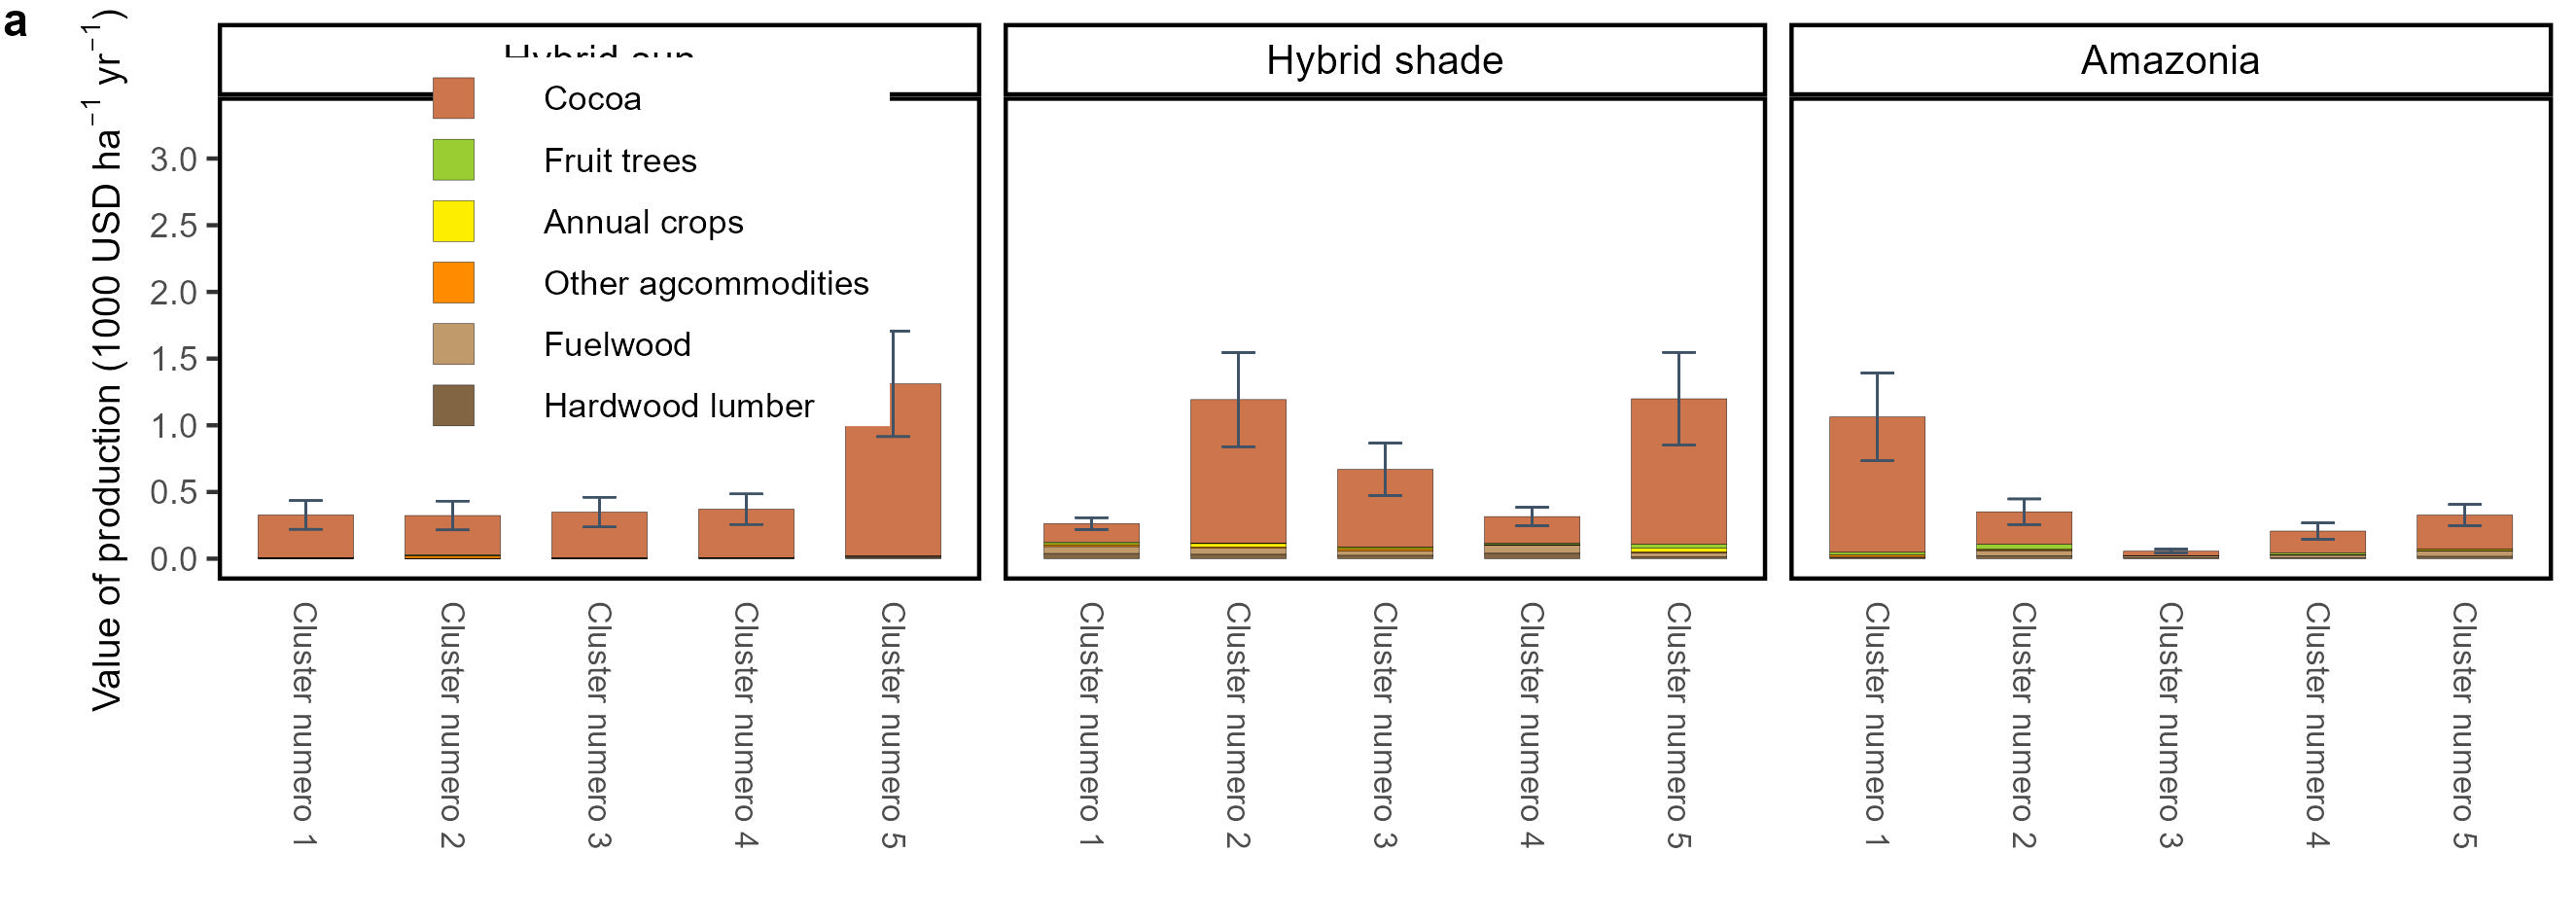 a
Hybrid sun
Hybrid shade
Amazonia
Value of production (1000 USD ha⁻¹ yr⁻¹)
3.0
2.5
2.0
1.5
1.0
0.5
0.0
Cocoa
Fruit trees
Annual crops
Other agcommodities
Fuelwood
Hardwood lumber
Cluster numero 1
Cluster numero 2
Cluster numero 3
Cluster numero 4
Cluster numero 5
Cluster numero 1
Cluster numero 2
Cluster numero 3
Cluster numero 4
Cluster numero 5
Cluster numero 1
Cluster numero 2
Cluster numero 3
Cluster numero 4
Cluster numero 5